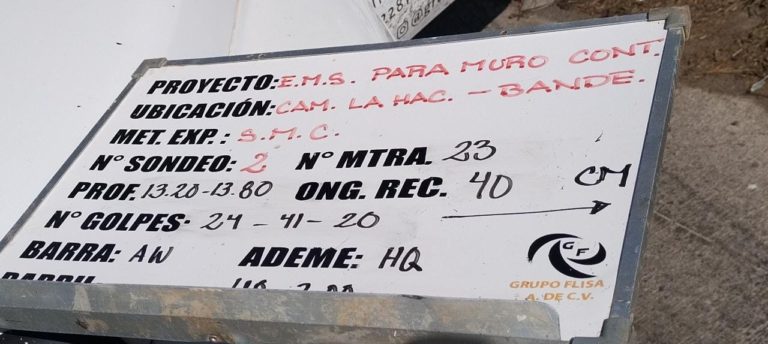 PROYECTO: E.M.S. PARA MURO CONT.
UBICACIÓN: CAM. LA HAC. - BANDE.
MET. EXP.: S.M.C.
N° SONDEO: 2 N° MTRA. 23
PROF. 13.20-13.80 ONG. REC. 40 CM
N° GOLPES: 24 - 41 - 20
BARRA: AW ADEME: HQ
GF
GRUPO FLISA
A. DE C.V.